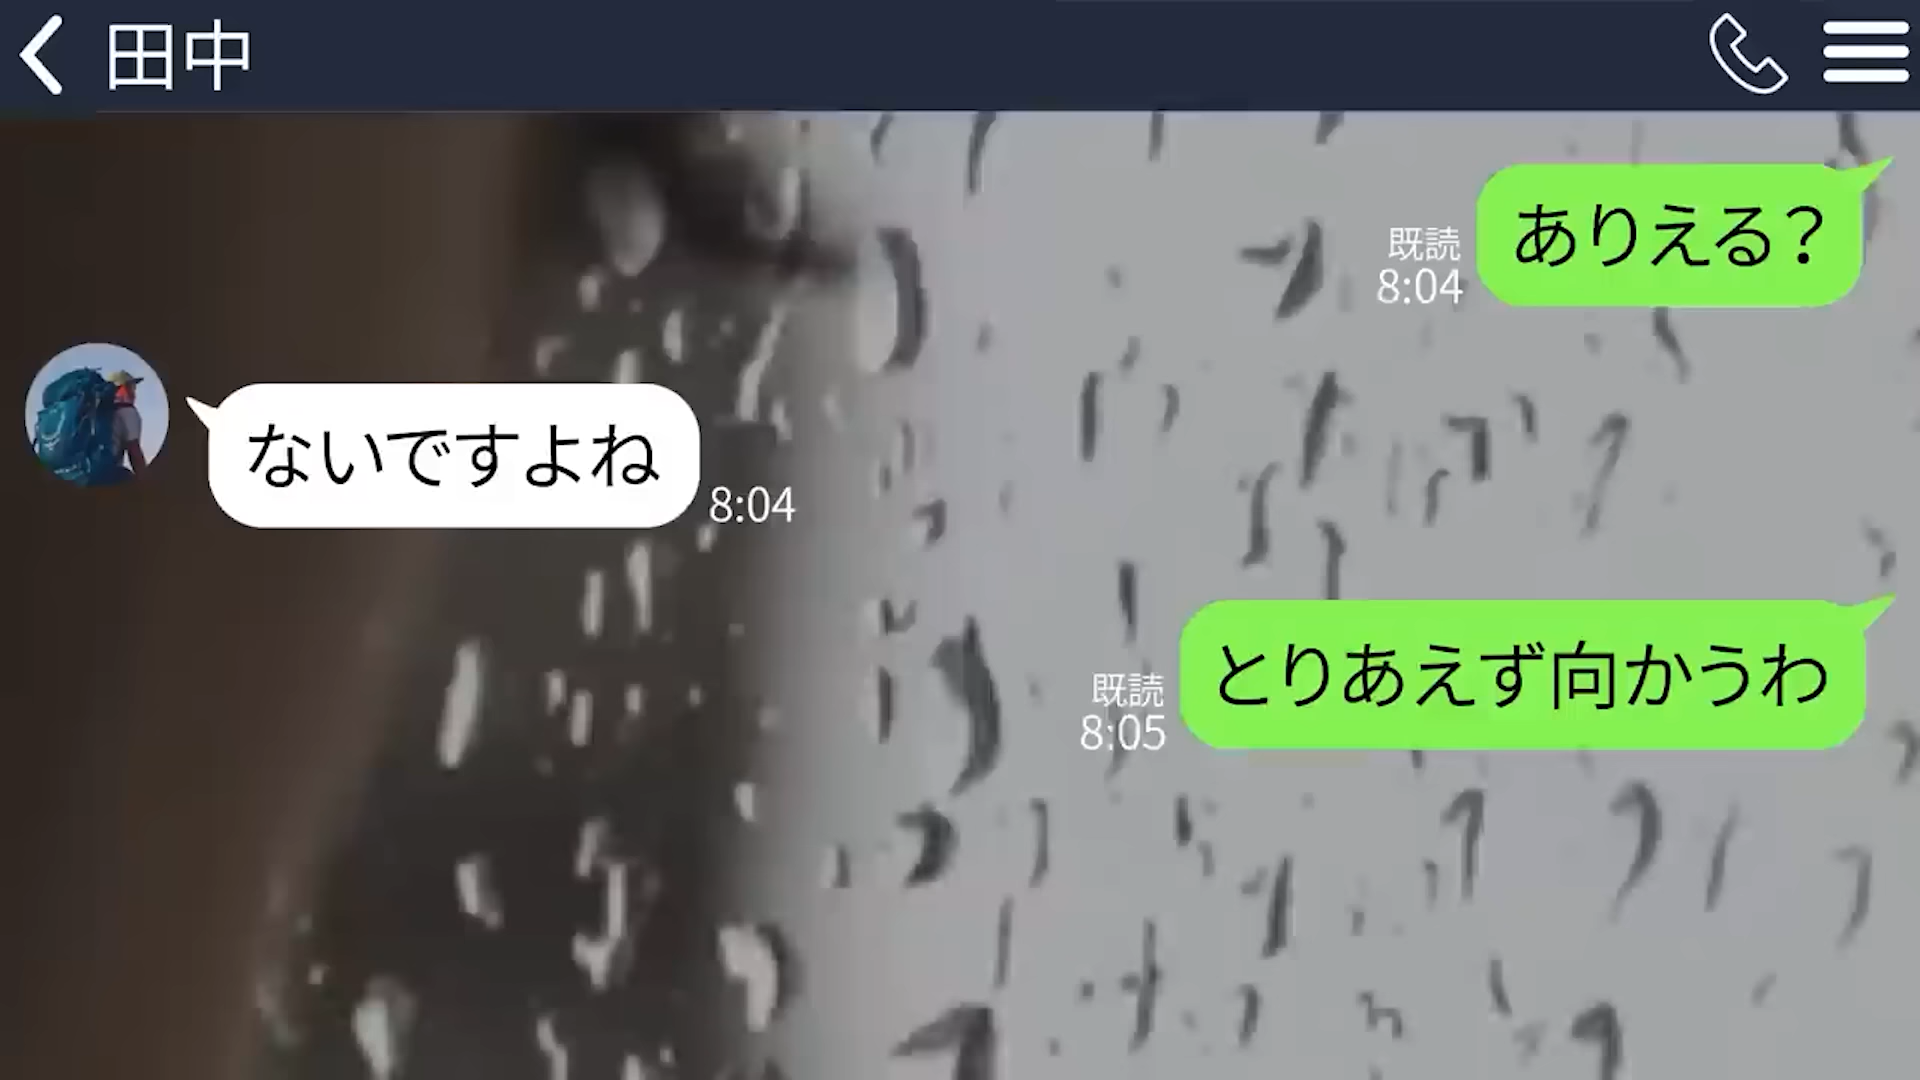 田中
ありえる？
既読
8:04
ないですよね
8:04
とりあえず向かうわ
既読
8:05